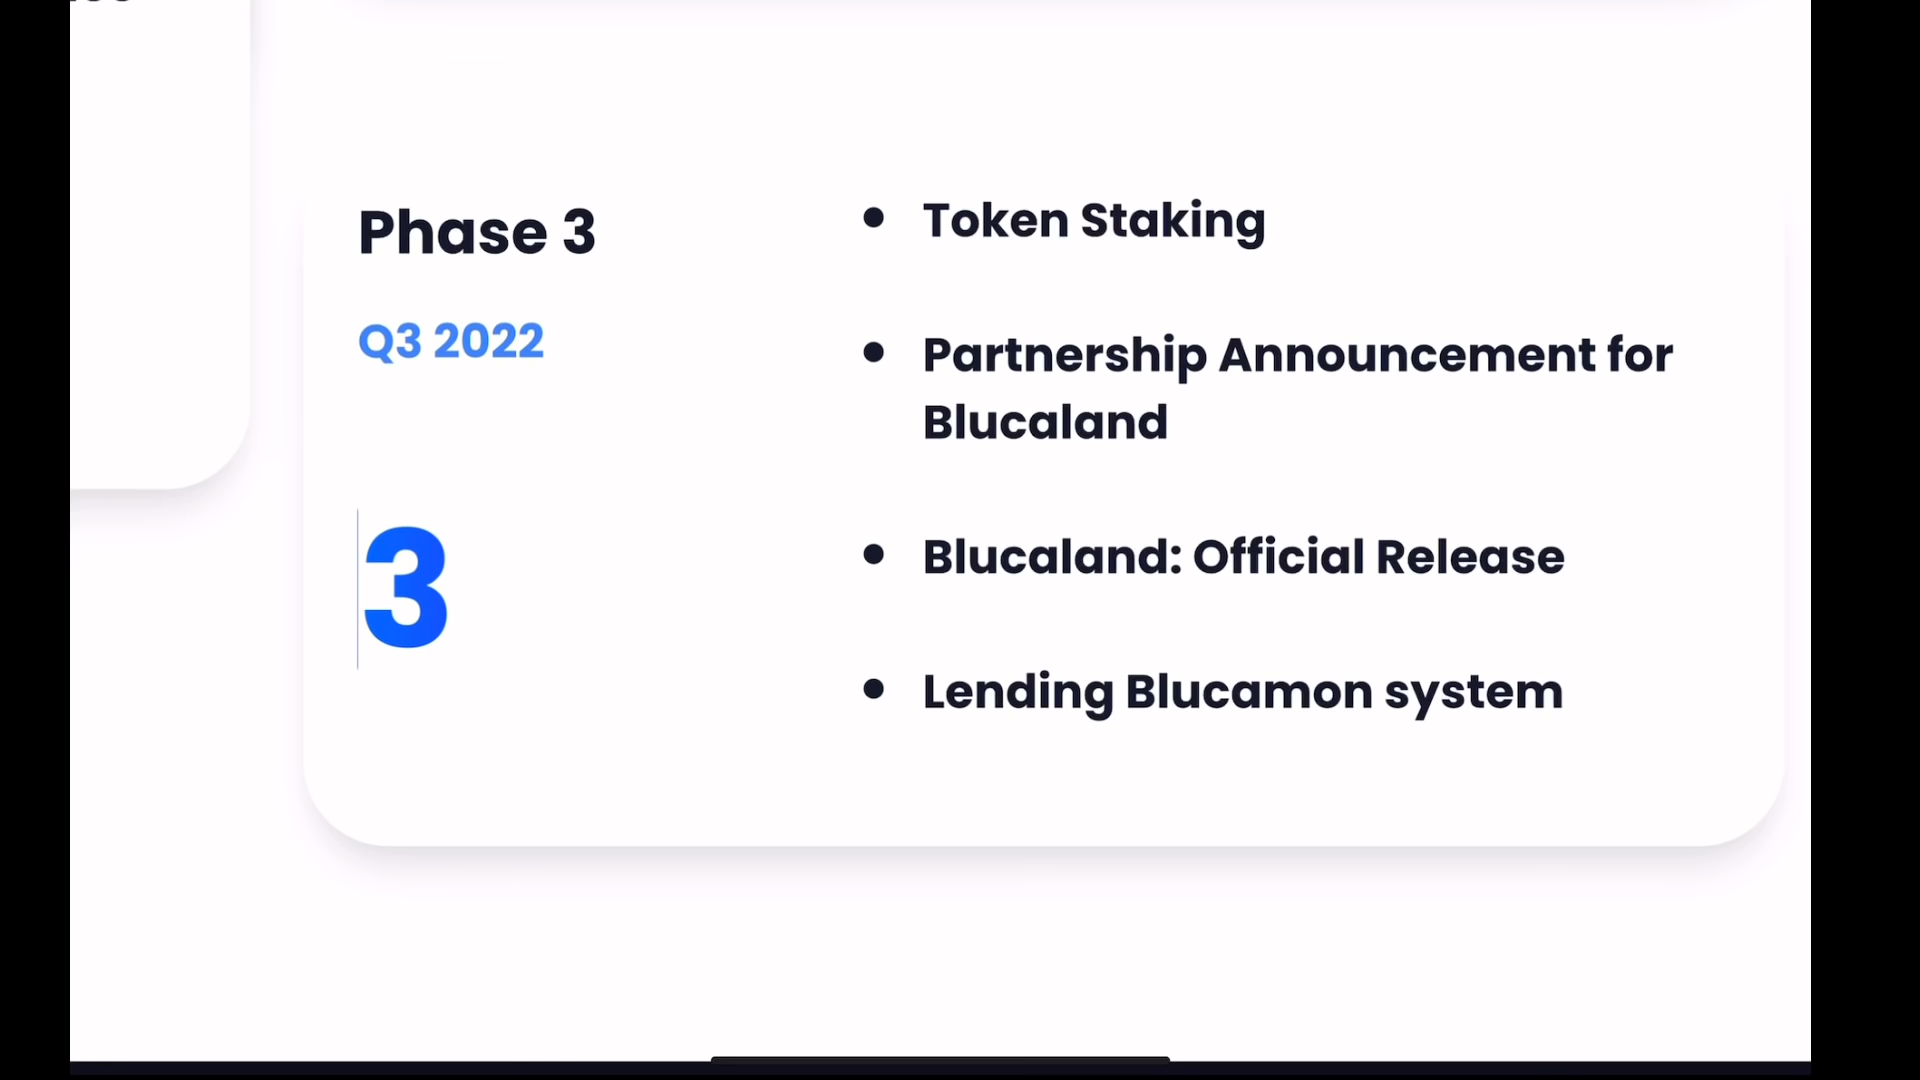 Phase 3
Q3 2022
3
• Token Staking
• Partnership Announcement for
Blucaland
• Blucaland: Official Release
• Lending Blucamon system